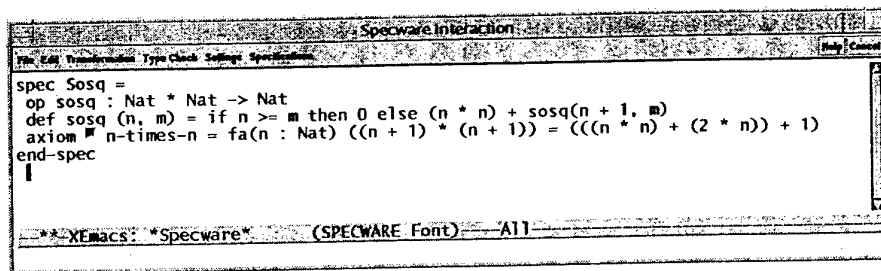 Specware Interaction
File Edit Transformation Type Check Settings Specifications Help Cancel
spec Sosq =
op sosq : Nat * Nat -> Nat
def sosq (n, m) = if n >= m then 0 else (n * n) + sosq(n + 1, m)
axiom n-times-n = fa(n : Nat) ((n + 1) * (n + 1)) = (((n * n) + (2 * n)) + 1)
end-spec
--**-XEmacs: *Specware* (SPECWARE Font)----All----